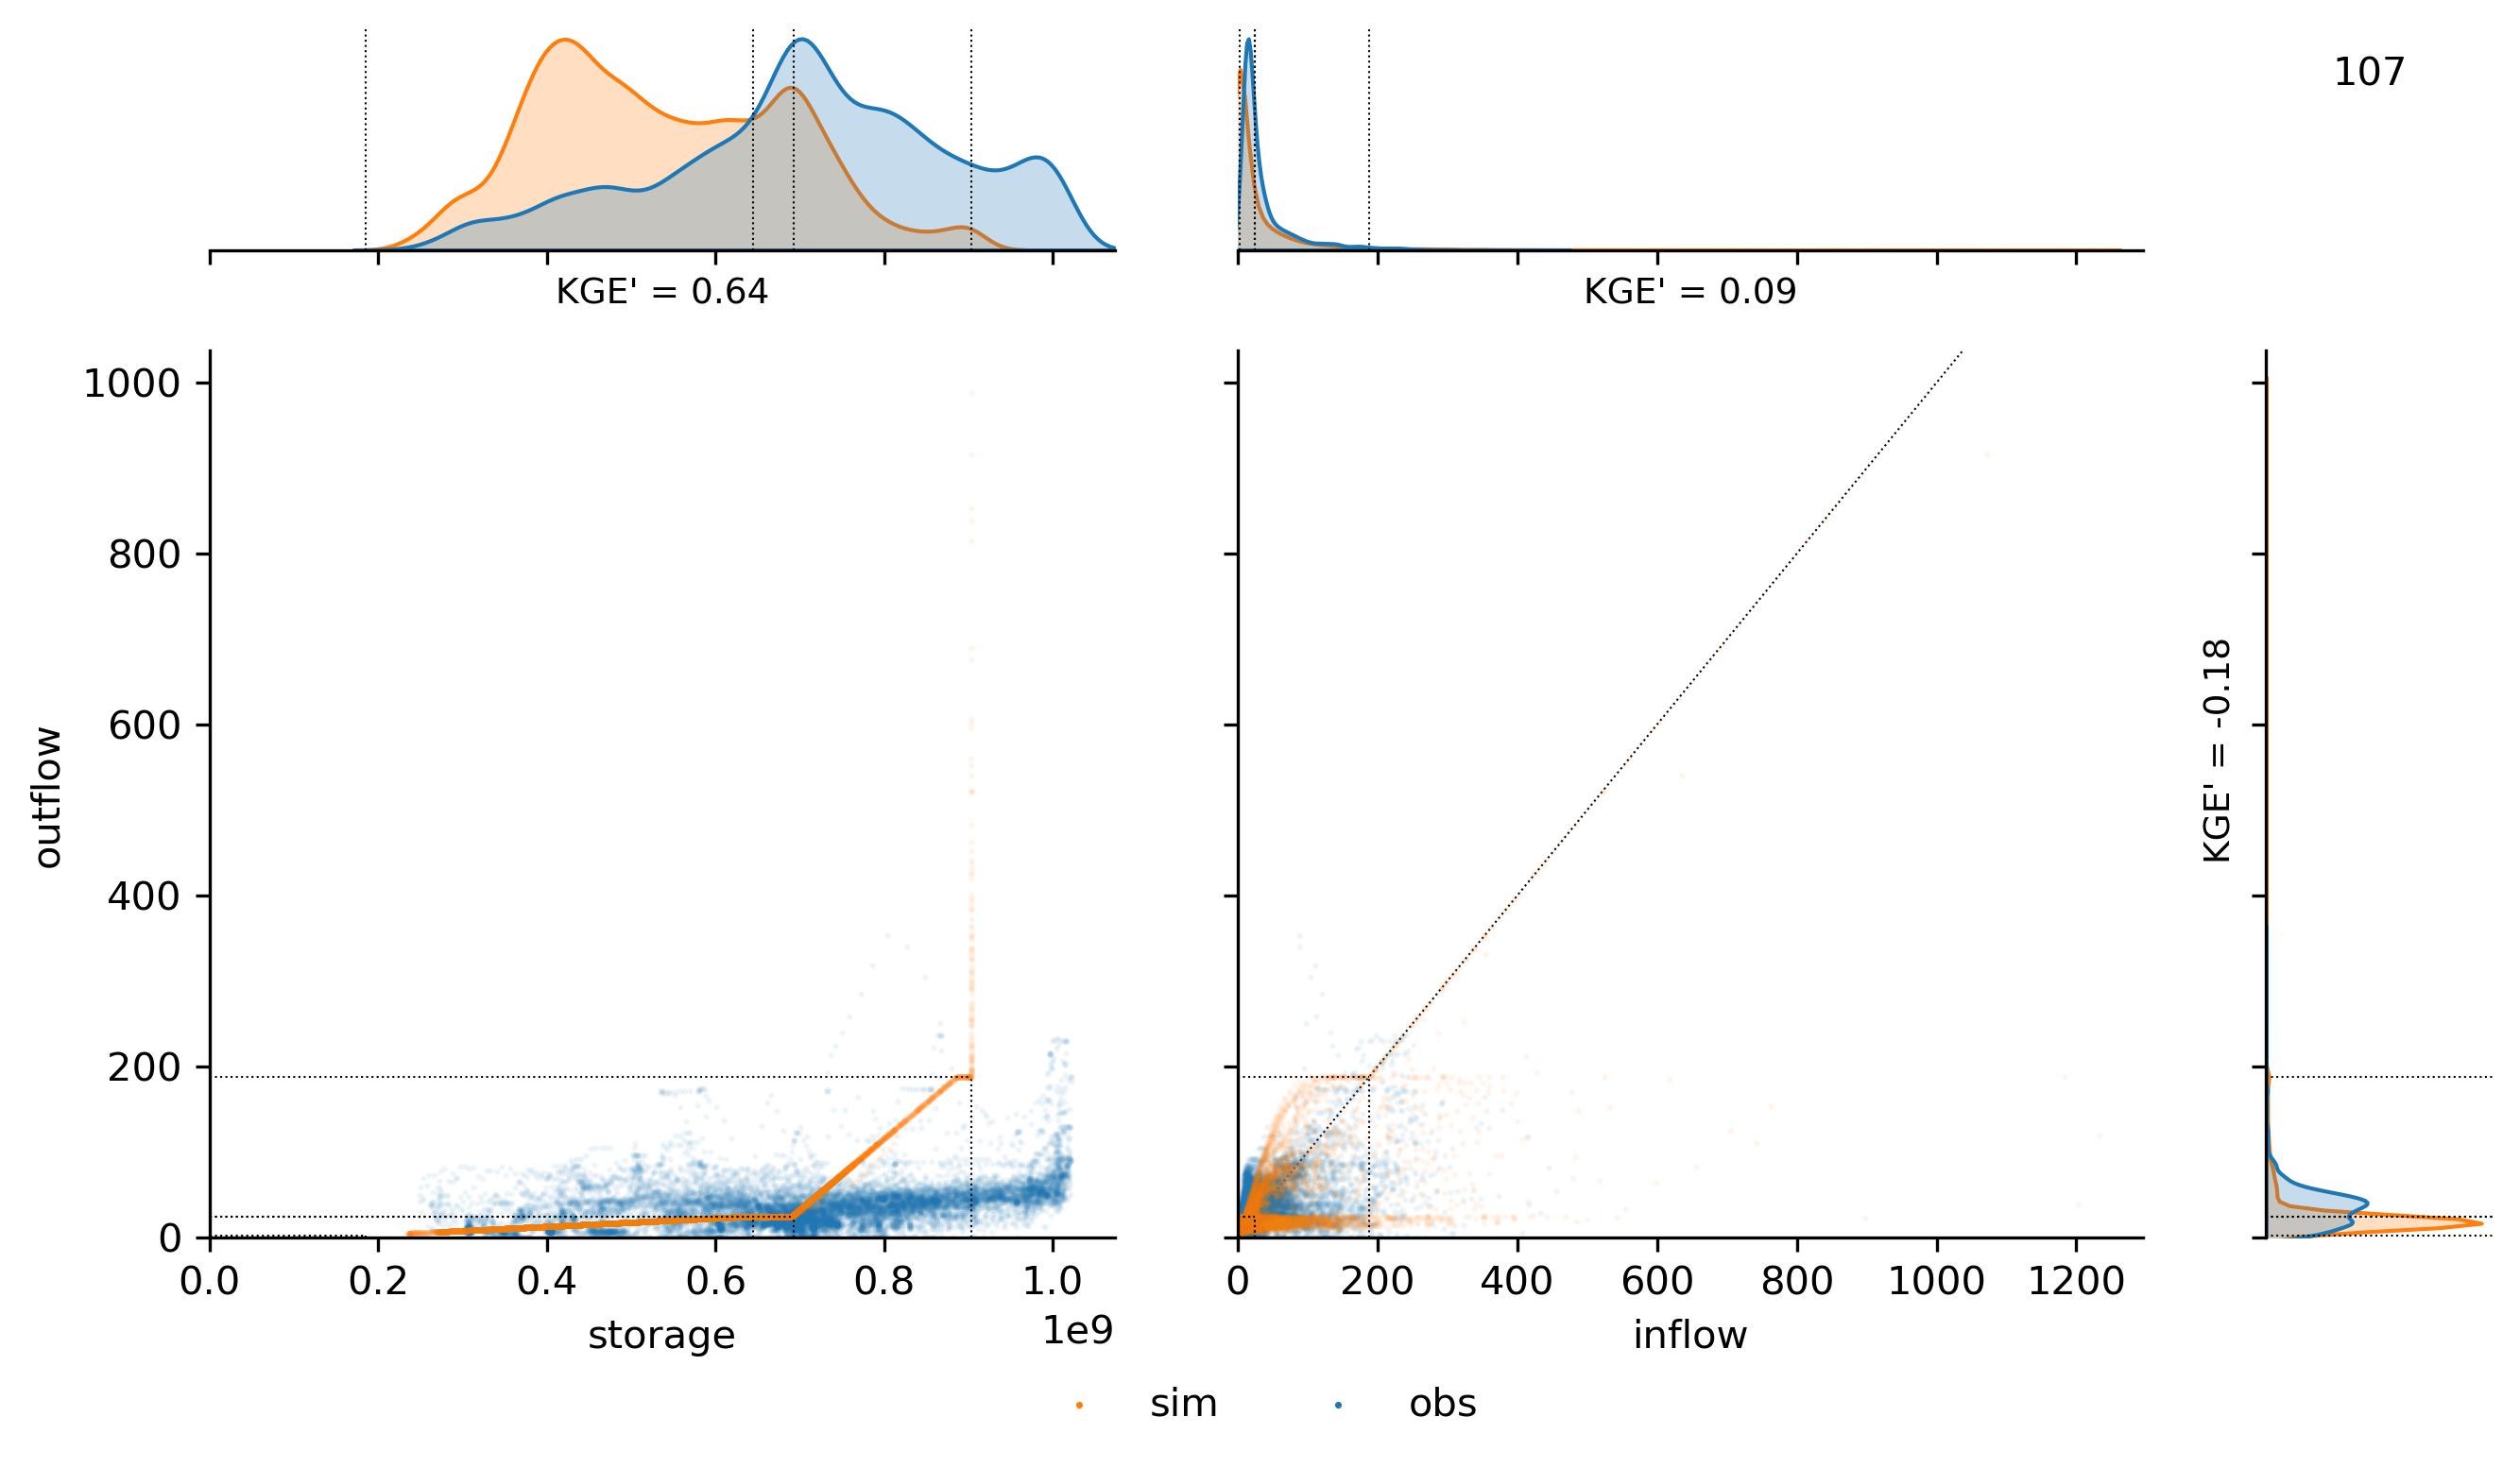 107
KGE' = 0.64
KGE' = 0.09
1000
800
600
400
200
0
outflow
KGE' = -0.18
0.0 0.2 0.4 0.6 0.8 1.0
1e9
storage
0 200 400 600 800 1000 1200
inflow
sim obs